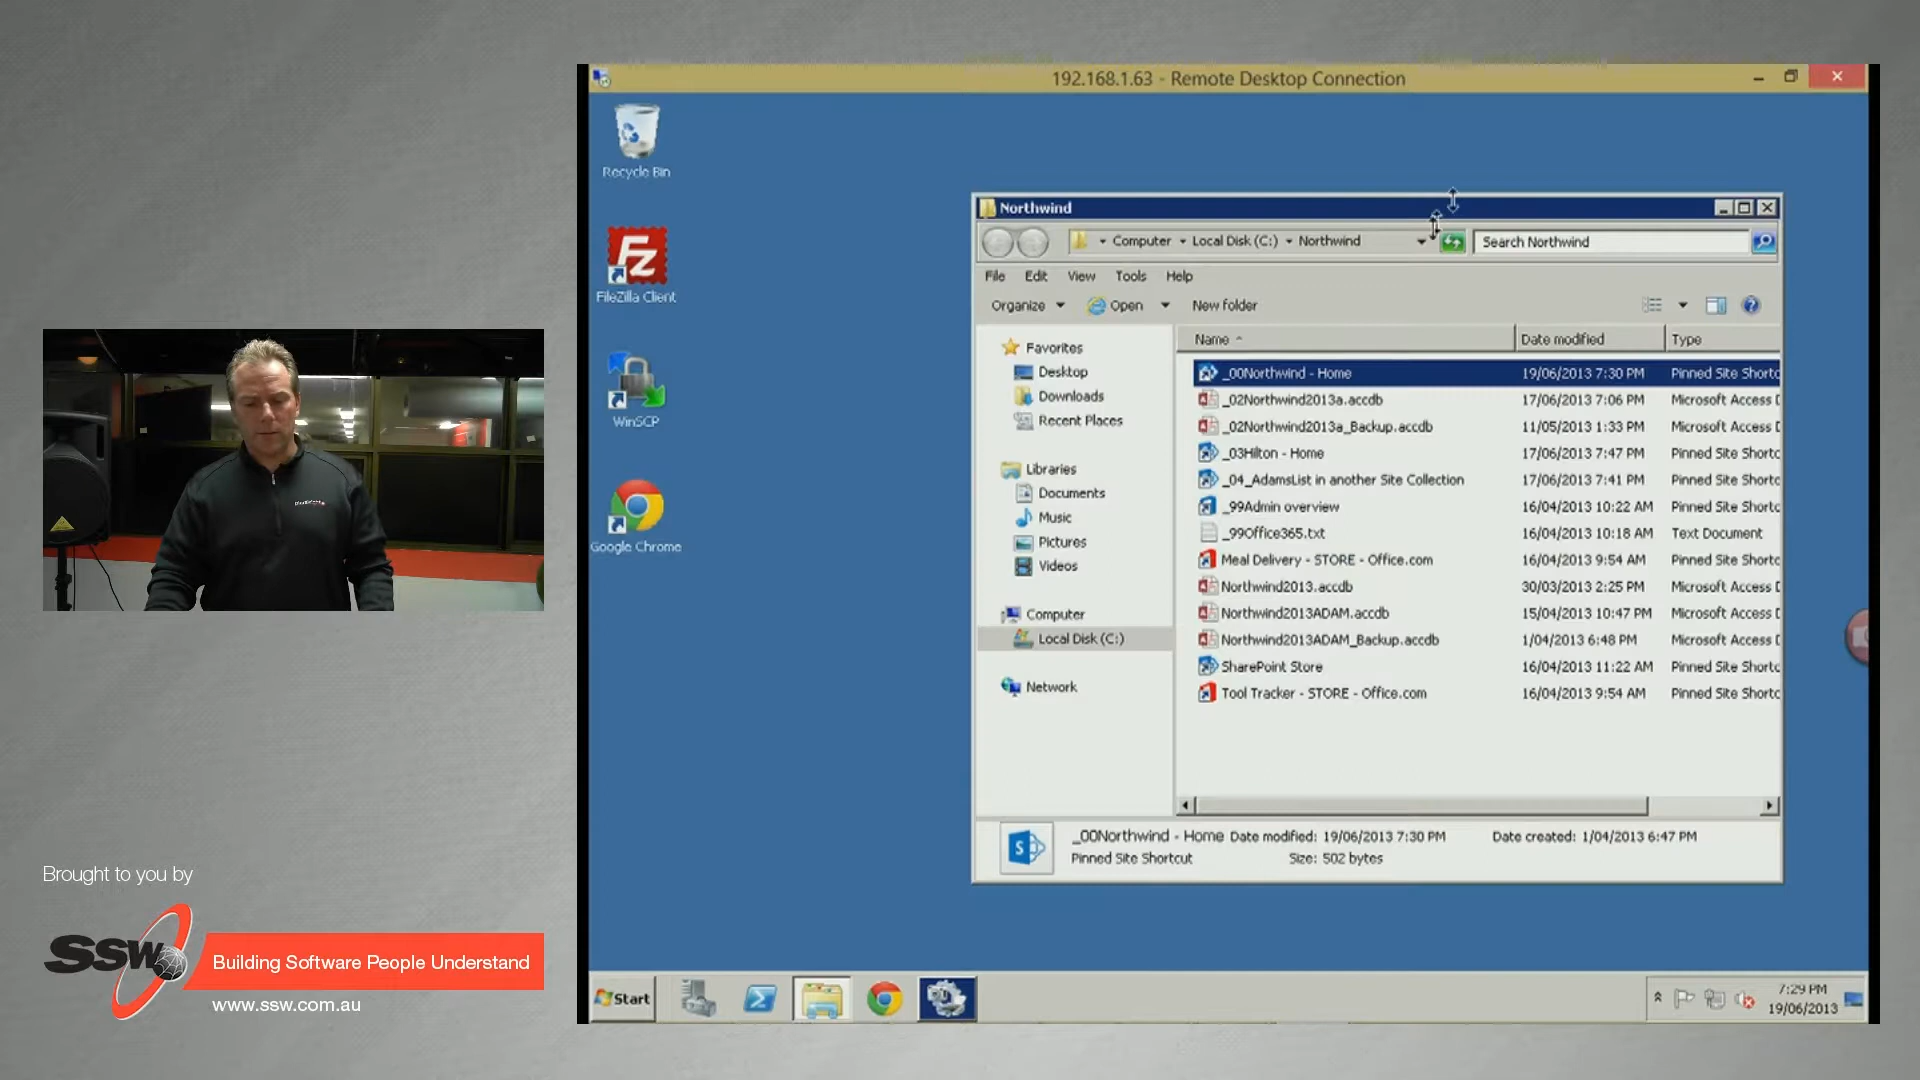 192.168.1.63 - Remote Desktop Connection
Recycle Bin
FileZilla Client
WinSCP
Google Chrome
Northwind
Computer Local Disk (C:) Northwind
Search Northwind
File Edit View Tools Help
Organize Open New folder
Favorites
Desktop
Downloads
Recent Places
Libraries
Documents
Music
Pictures
Videos
Computer
Local Disk (C:)
Network
Name Date modified Type
_00Northwind - Home 19/06/2013 7:30 PM Pinned Site Shortc
_02Northwind2013a.accdb 17/06/2013 7:06 PM Microsoft Access D
_02Northwind2013a_Backup.accdb 11/05/2013 1:33 PM Microsoft Access D
_03Hilton - Home 17/06/2013 7:47 PM Pinned Site Shortc
_04_AdamsList in another Site Collection 17/06/2013 7:41 PM Pinned Site Shortc
_99Admin overview 16/04/2013 10:22 AM Pinned Site Shortc
_99Office365.txt 16/04/2013 10:18 AM Text Document
Meal Delivery - STORE - Office.com 16/04/2013 9:54 AM Pinned Site Shortc
Northwind2013.accdb 30/03/2013 2:25 PM Microsoft Access D
Northwind2013ADAM.accdb 15/04/2013 10:47 PM Microsoft Access D
Northwind2013ADAM_Backup.accdb 1/04/2013 6:48 PM Microsoft Access D
SharePoint Store 16/04/2013 11:22 AM Pinned Site Shortc
Tool Tracker - STORE - Office.com 16/04/2013 9:54 AM Pinned Site Shortc
_00Northwind - Home Date modified: 19/06/2013 7:30 PM Date created: 1/04/2013 6:47 PM
Pinned Site Shortcut Size: 502 bytes
Start
7:29 PM
19/06/2013
Brought to you by
SSW
Building Software People Understand
www.ssw.com.au